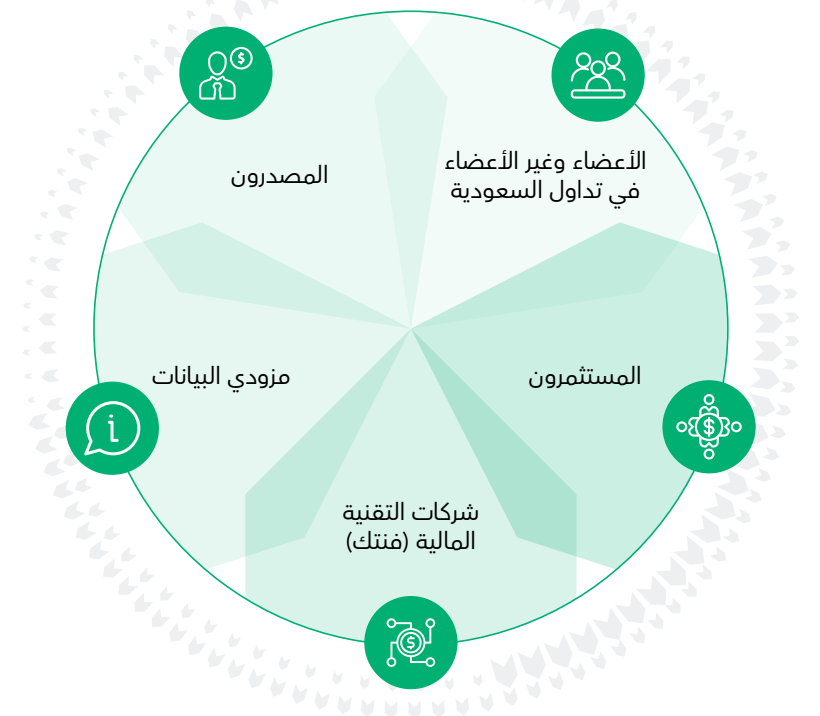 الأعضاء وغير الأعضاء
في تداول السعودية
المصدرون
المستثمرون
مزودي البيانات
شركات التقنية
المالية (فنتك)